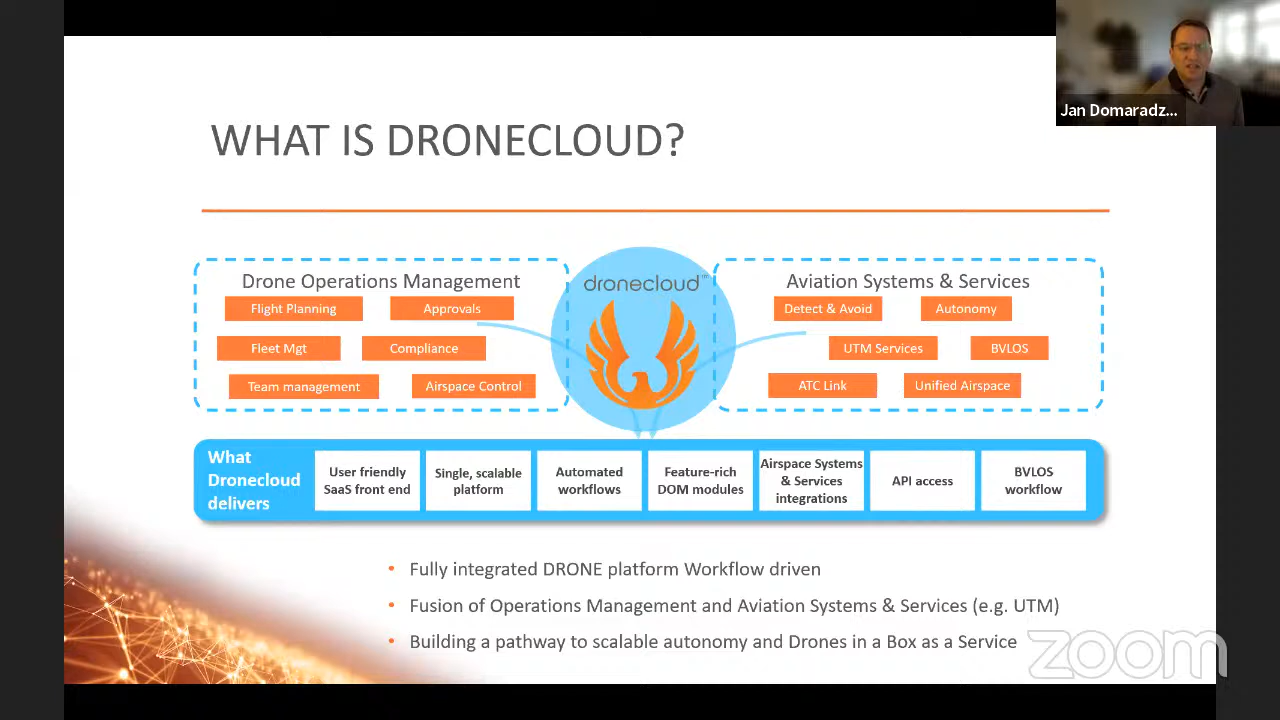 Jan Domaradz...
WHAT IS DRONECLOUD?
Drone Operations Management
Flight Planning
Approvals
Fleet Mgt
Compliance
Team management
Airspace Control
dronecloud™
Aviation Systems & Services
Detect & Avoid
Autonomy
UTM Services
BVLOS
ATC Link
Unified Airspace
What
Dronecloud
delivers
User friendly
SaaS front end
Single, scalable
platform
Automated
workflows
Feature-rich
DOM modules
Airspace Systems
& Services
integrations
API access
BVLOS
workflow
• Fully integrated DRONE platform Workflow driven
• Fusion of Operations Management and Aviation Systems & Services (e.g. UTM)
• Building a pathway to scalable autonomy and Drones in a Box as a Service
zoom